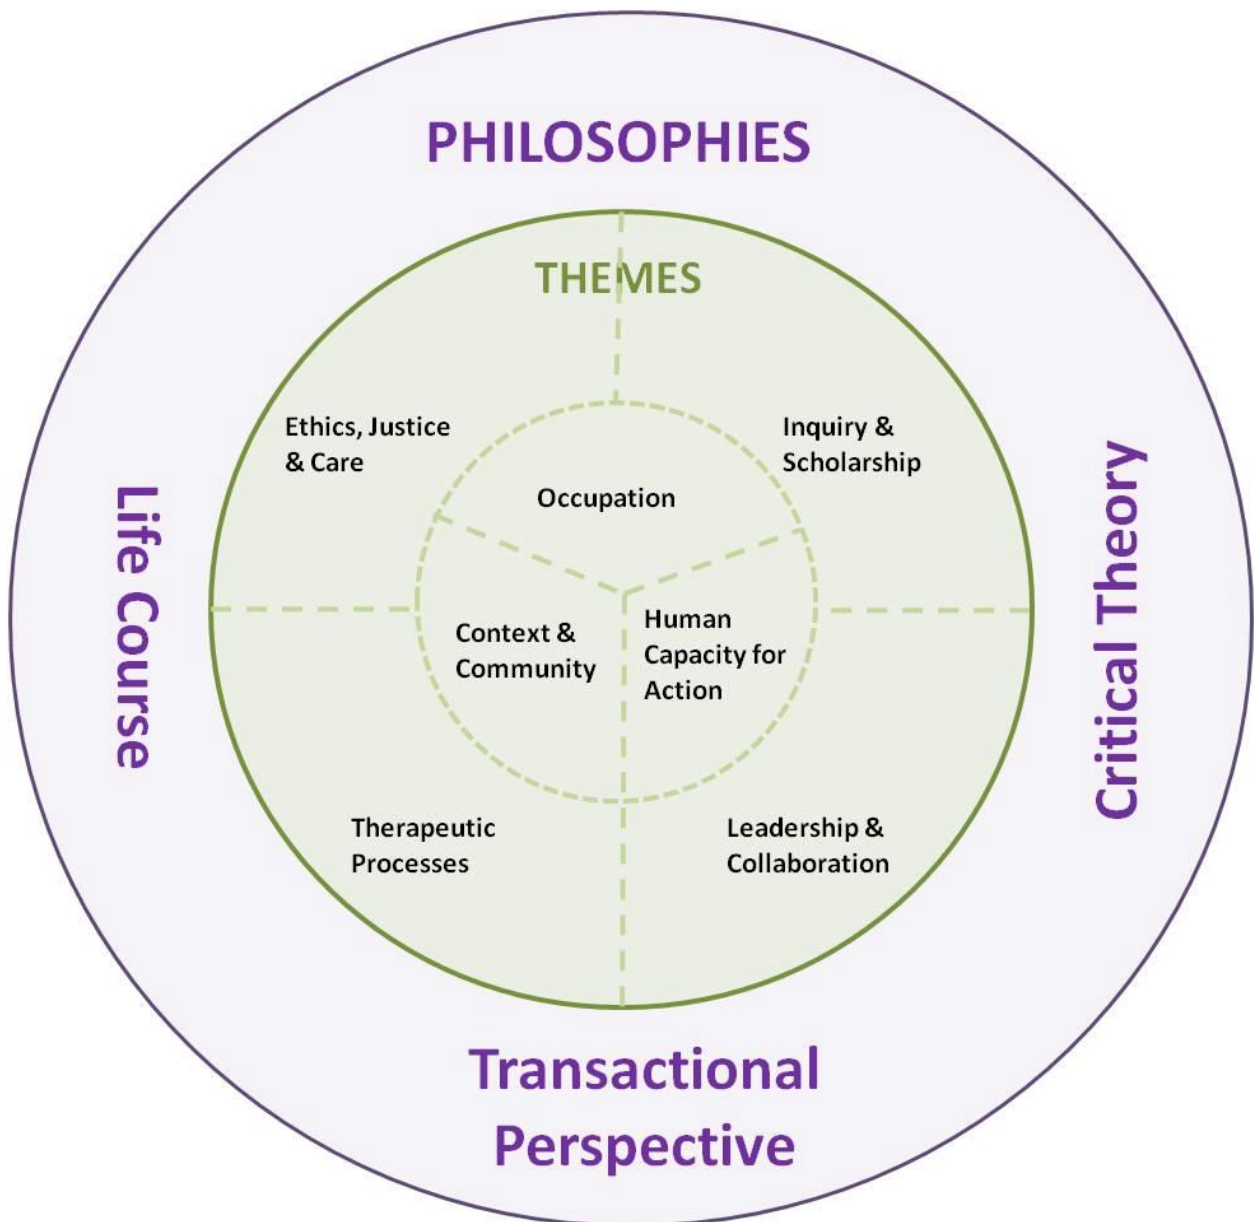 PHILOSOPHIES
THEMES
Ethics, Justice
& Care
Inquiry &
Scholarship
Occupation
Life Course
Critical Theory
Context &
Community
Human
Capacity for
Action
Therapeutic
Processes
Leadership &
Collaboration
Transactional
Perspective